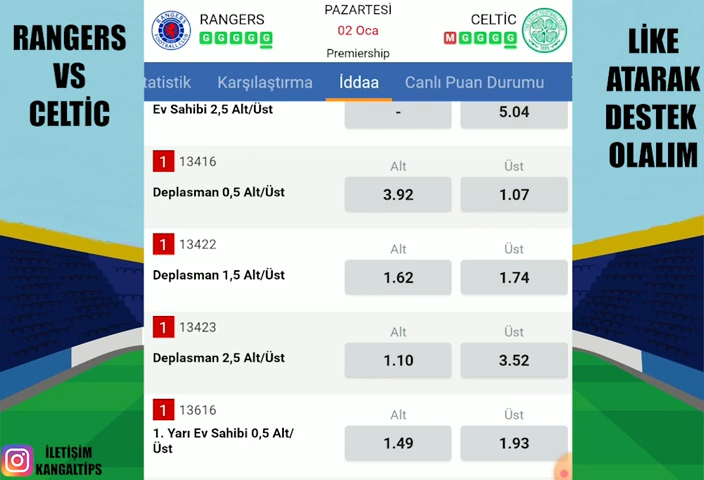 RANGERS
VS
CELTİC
RANGERS
G G G G G
PAZARTESİ
02 Oca
Premiership
CELTİC
M G G G G
LİKE
ATARAK
DESTEK
OLALIM
tatistik Karşılaştırma İddaa Canlı Puan Durumu
Ev Sahibi 2,5 Alt/Üst - 5.04
1 13416
Alt Üst
Deplasman 0,5 Alt/Üst 3.92 1.07
1 13422
Alt Üst
Deplasman 1,5 Alt/Üst 1.62 1.74
1 13423
Alt Üst
Deplasman 2,5 Alt/Üst 1.10 3.52
1 13616
Alt Üst
1. Yarı Ev Sahibi 0,5 Alt/
Üst 1.49 1.93
İLETİŞİM
KANGALTİPS